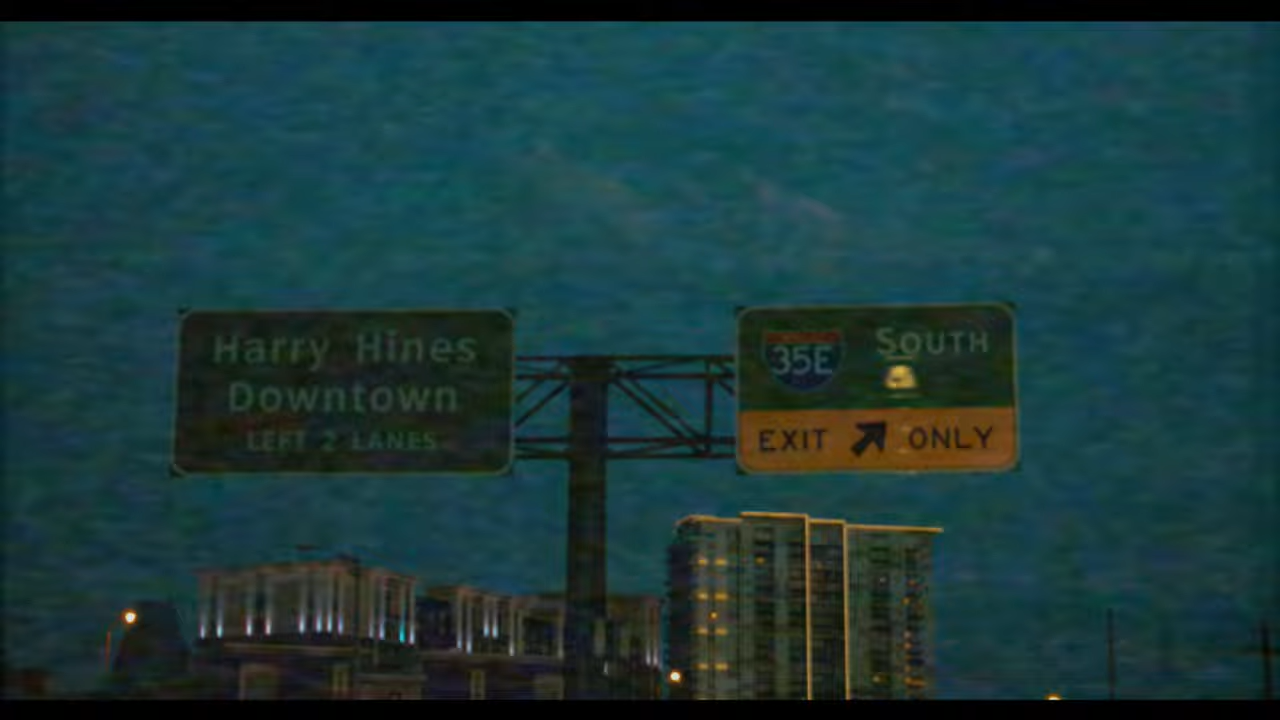 Harry Hines
Downtown
LEFT 2 LANES
35E SOUTH
EXIT ONLY